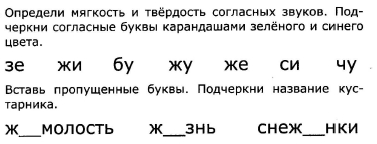 Определи мягкость и твёрдость согласных звуков. Под-
черкни согласные буквы карандашами зелёного и синего
цвета.
зе жи бу жу же си чу
Вставь пропущенные буквы. Подчеркни название кус-
тарника.
ж__молость ж__знь снеж__нки